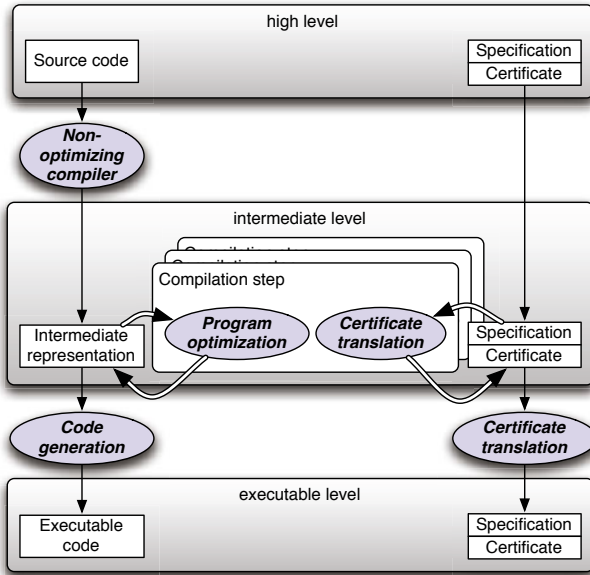 high level
Source code
Specification
Certificate
Non-
optimizing
compiler
intermediate level
Compilation step
Program
optimization
Certificate
translation
Intermediate
representation
Specification
Certificate
Code
generation
Certificate
translation
executable level
Executable
code
Specification
Certificate